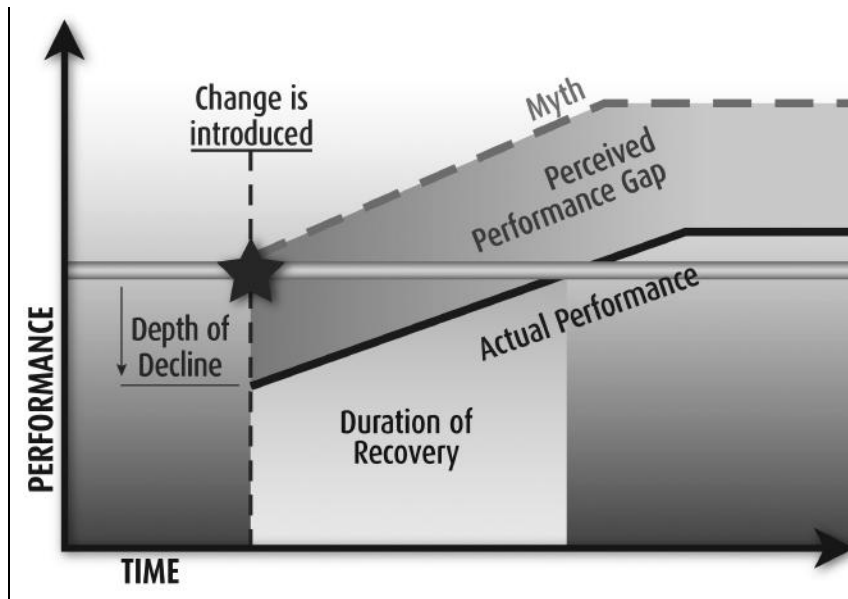 Change is
introduced
Myth
Perceived
Performance Gap
Actual Performance
Depth of
Decline
Duration of
Recovery
PERFORMANCE
TIME